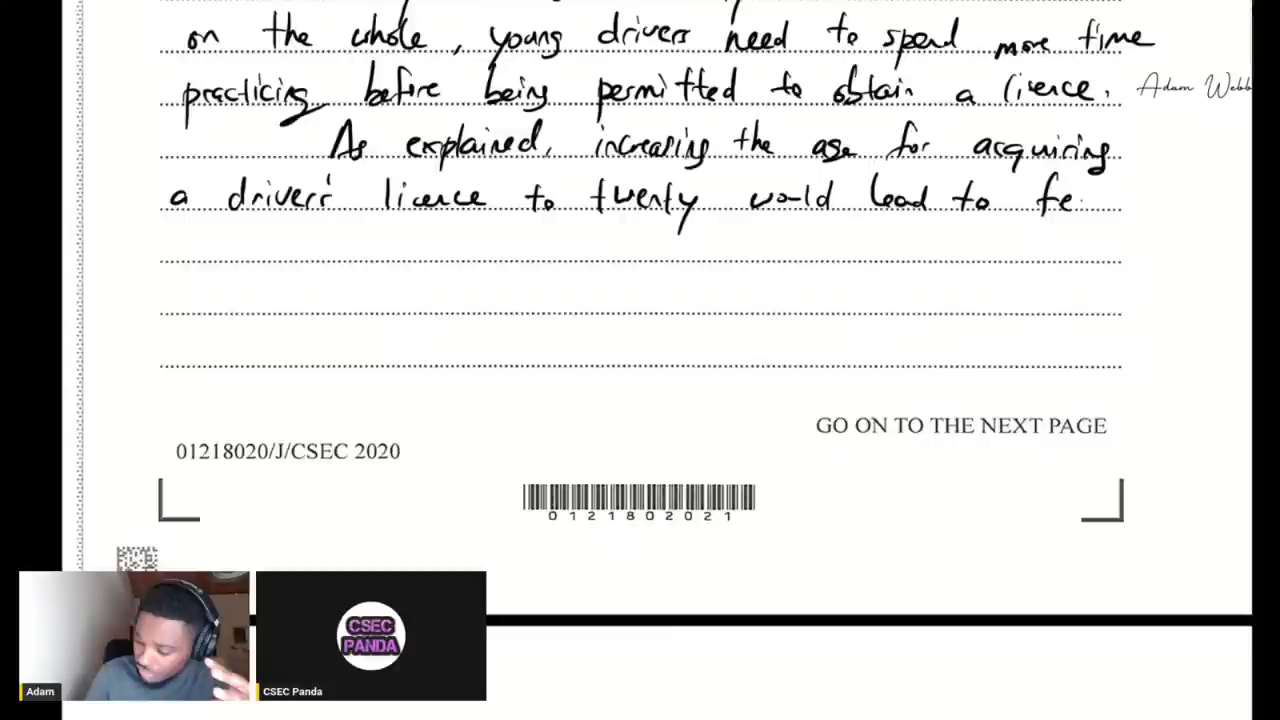 on the whole, young drivers need to spend more time
practicing before being permitted to obtain a licence.
Adam Webb
As explained, increasing the age for acquiring
a drivers' licence to twenty would lead to fe
GO ON TO THE NEXT PAGE
01218020/J/CSEC 2020
0121802021
CSEC
PANDA
Adam
CSEC Panda